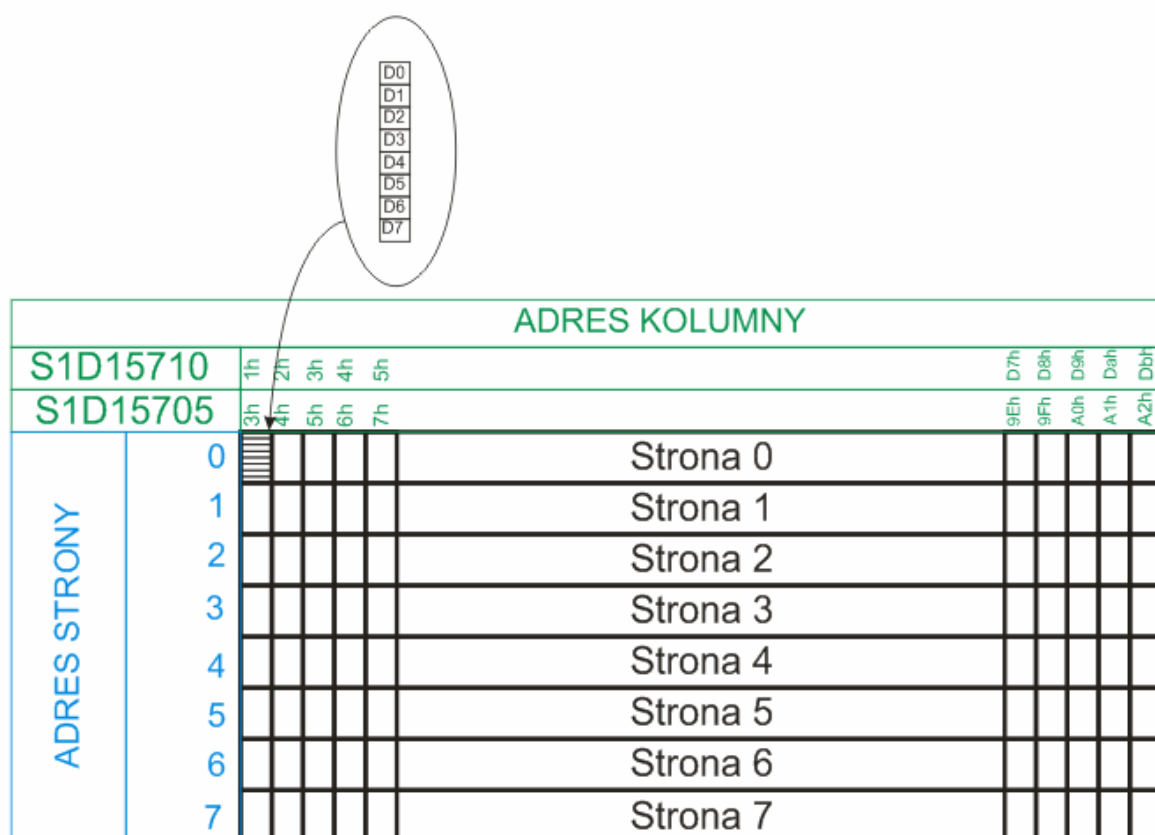 D0
D1
D2
D3
D4
D5
D6
D7
ADRES KOLUMNY
S1D15710 1h 2h 3h 4h 5h D7h D8h D9h Dah Dbh
S1D15705 3h 4h 5h 6h 7h 9Eh 9Fh A0h A1h A2h
ADRES STRONY
0 Strona 0
1 Strona 1
2 Strona 2
3 Strona 3
4 Strona 4
5 Strona 5
6 Strona 6
7 Strona 7